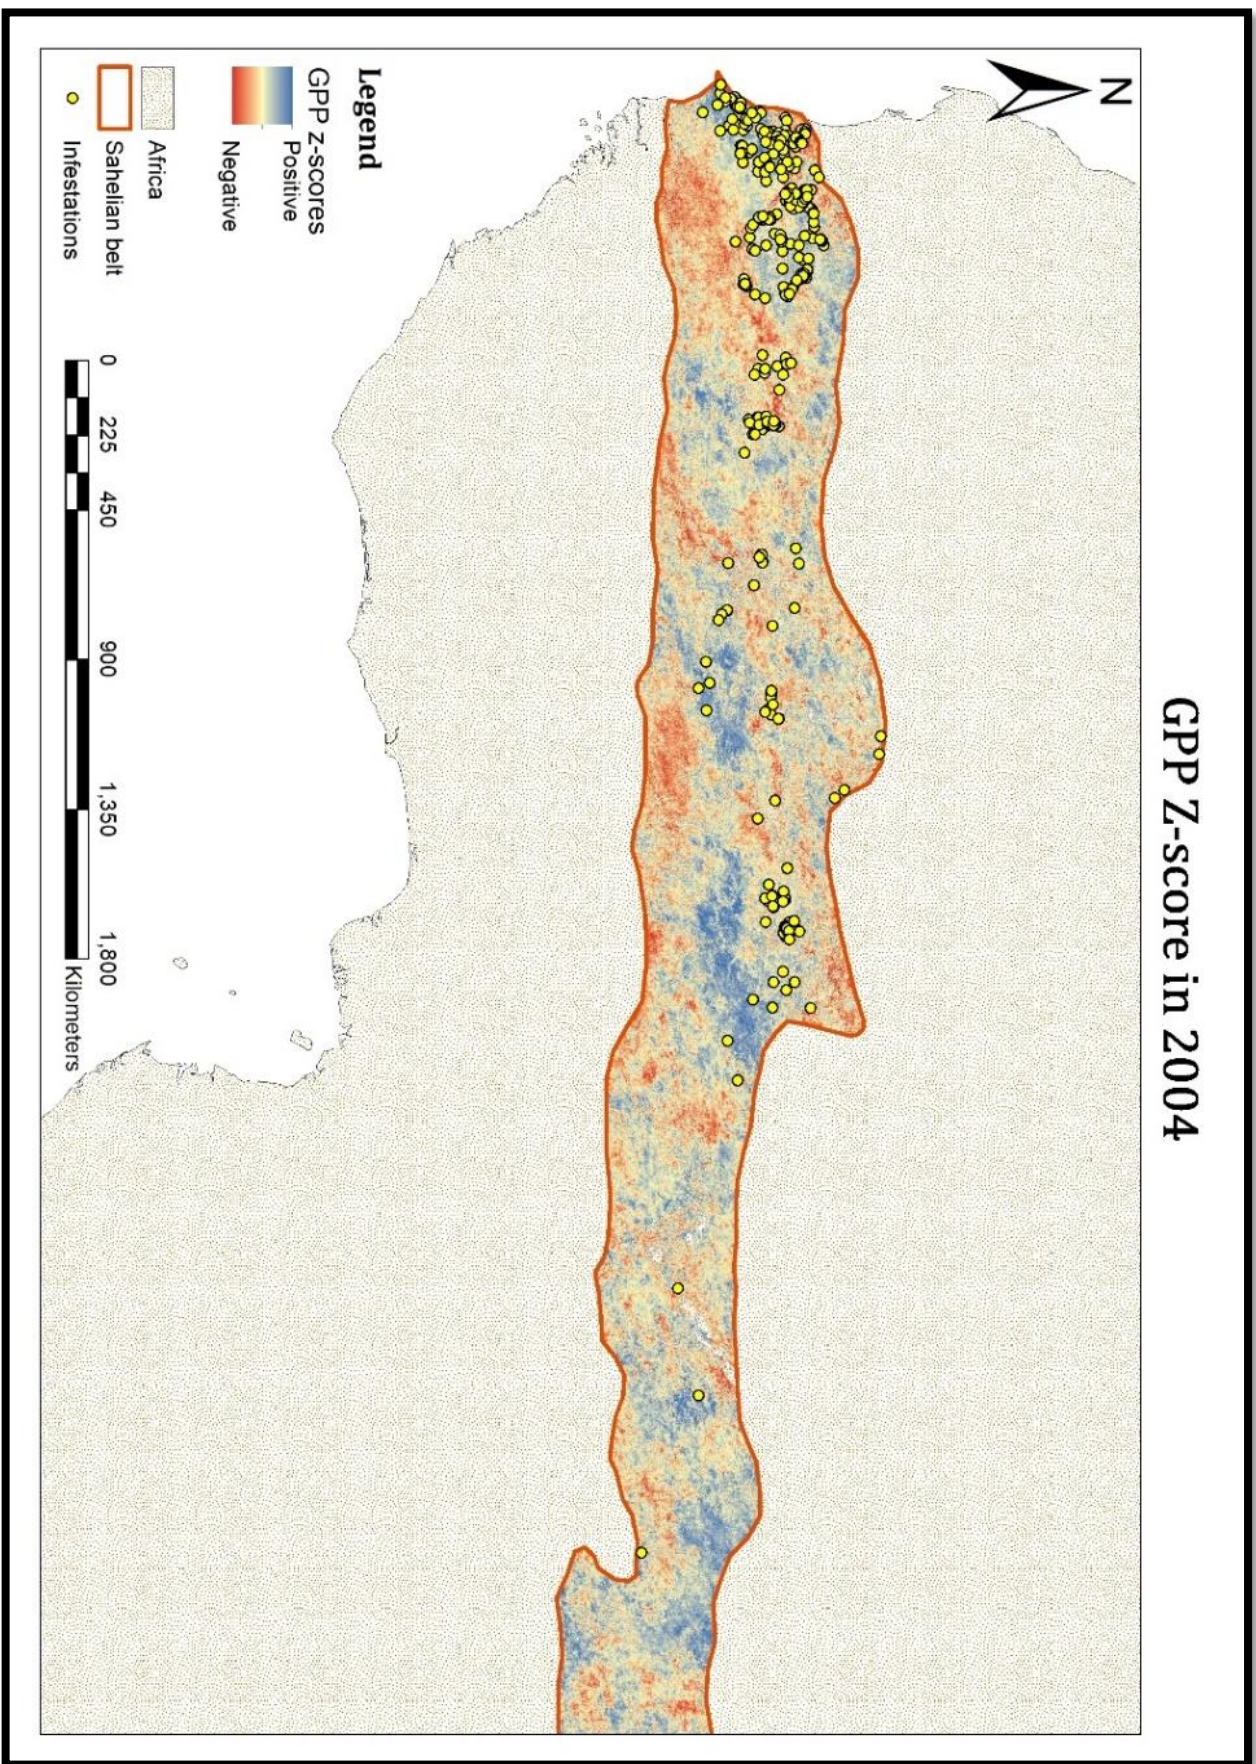 GPP Z-score in 2004
N
Legend
GPP z-scores
Positive
Negative
Africa
Sahelian belt
Infestations
0 225 450 900 1,350 1,800
Kilometers